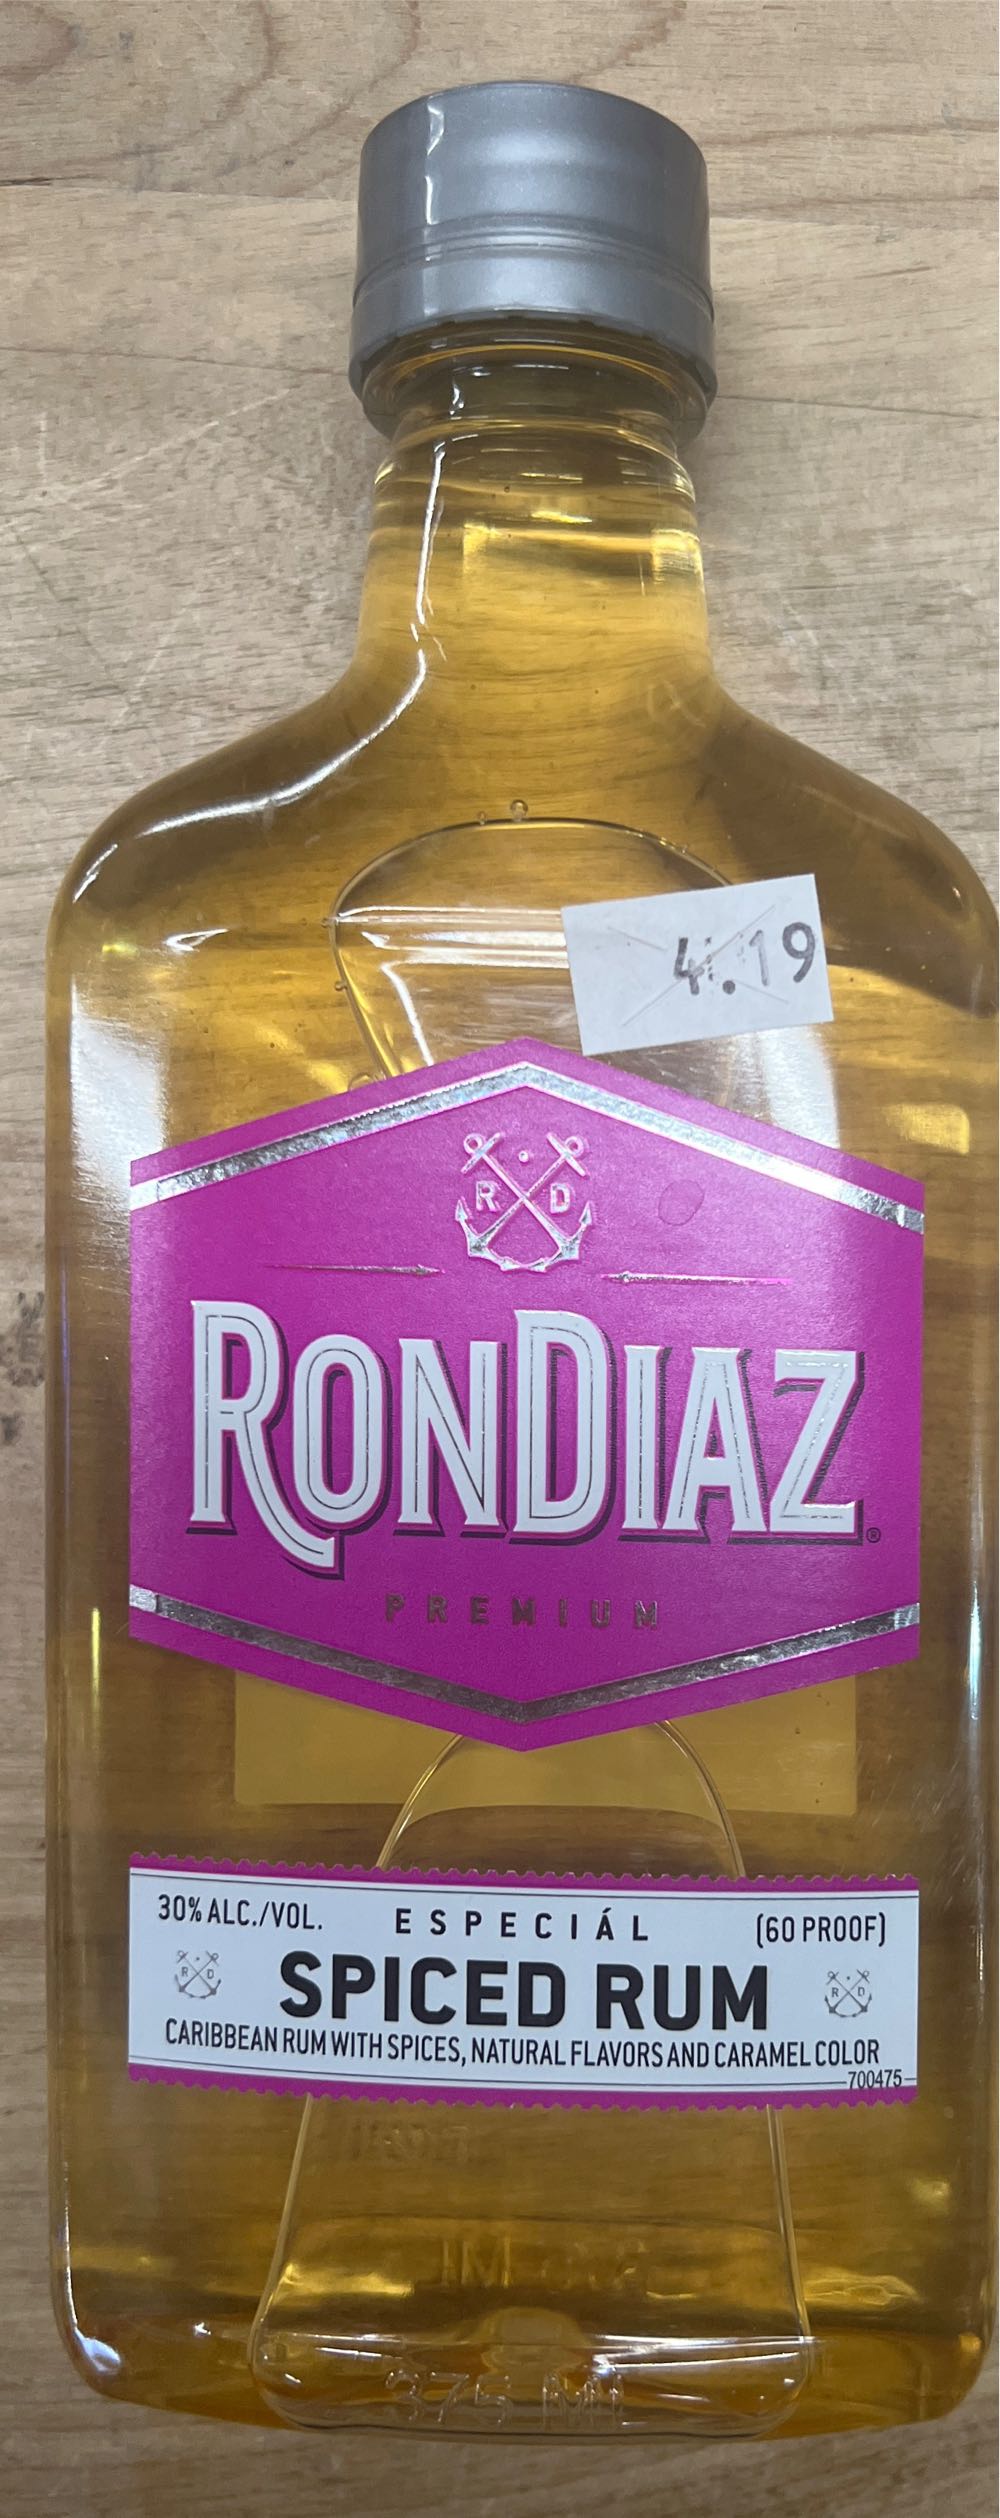 4.19
R D
RONDIAZ®
PREMIUM
30% ALC./VOL. ESPECIÁL (60 PROOF)
SPICED RUM
R D R D
CARIBBEAN RUM WITH SPICES, NATURAL FLAVORS AND CARAMEL COLOR
700475
375 Ml